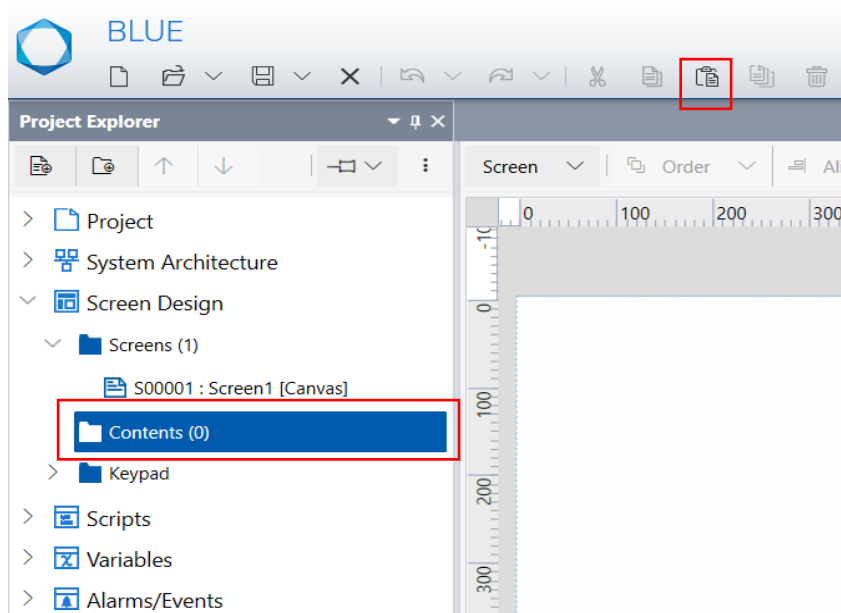 BLUE
Project Explorer
Screen Order
0 100 200 300
-10
Project
System Architecture
Screen Design
0
Screens (1)
S00001 : Screen1 [Canvas]
100
Contents (0)
Keypad
200
Scripts
Variables
300
Alarms/Events